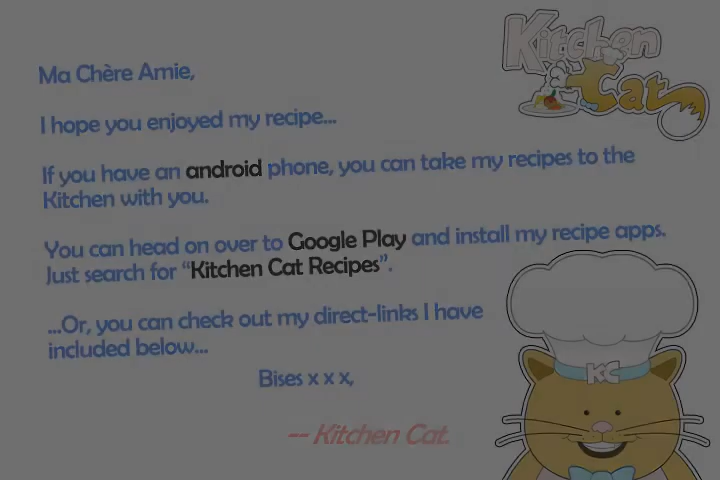 Kitchen
Cat
Ma Chère Amie,
I hope you enjoyed my recipe...
If you have an android phone, you can take my recipes to the
Kitchen with you.
You can head on over to Google Play and install my recipe apps.
Just search for “Kitchen Cat Recipes”.
...Or, you can check out my direct-links I have
included below...
Bises x x x,
-- Kitchen Cat.
KC